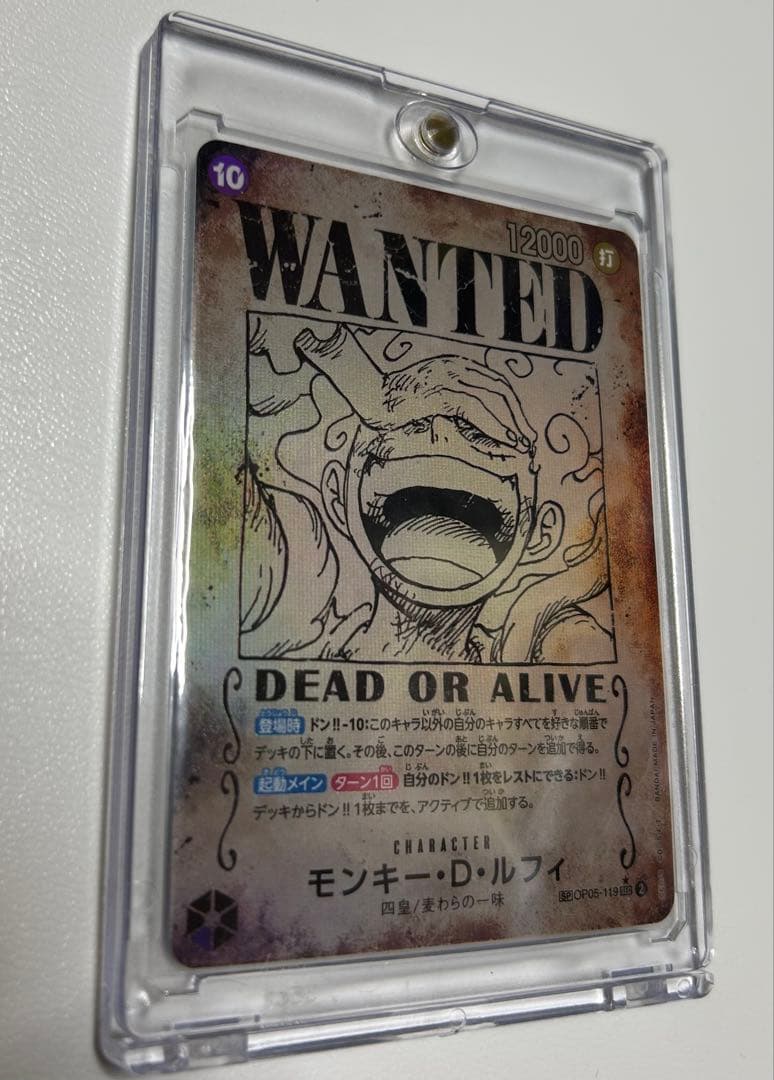 10
12000 打
WANTED
DEAD OR ALIVE
登場時 ドン!!-10:このキャラ以外の自分のキャラすべてを好きな順番で
デッキの下に置く。その後、このターンの後に自分のターンを追加で得る。
起動メイン ターン1回 自分のドン!!1枚をレストにできる:ドン!!
デッキからドン!!1枚までを、アクティブで追加する。
CHARACTER
モンキー・D・ルフィ
四皇/麦わらの一味
SP OP05-119 SEC 2
BANDAI MADE IN JAPAN